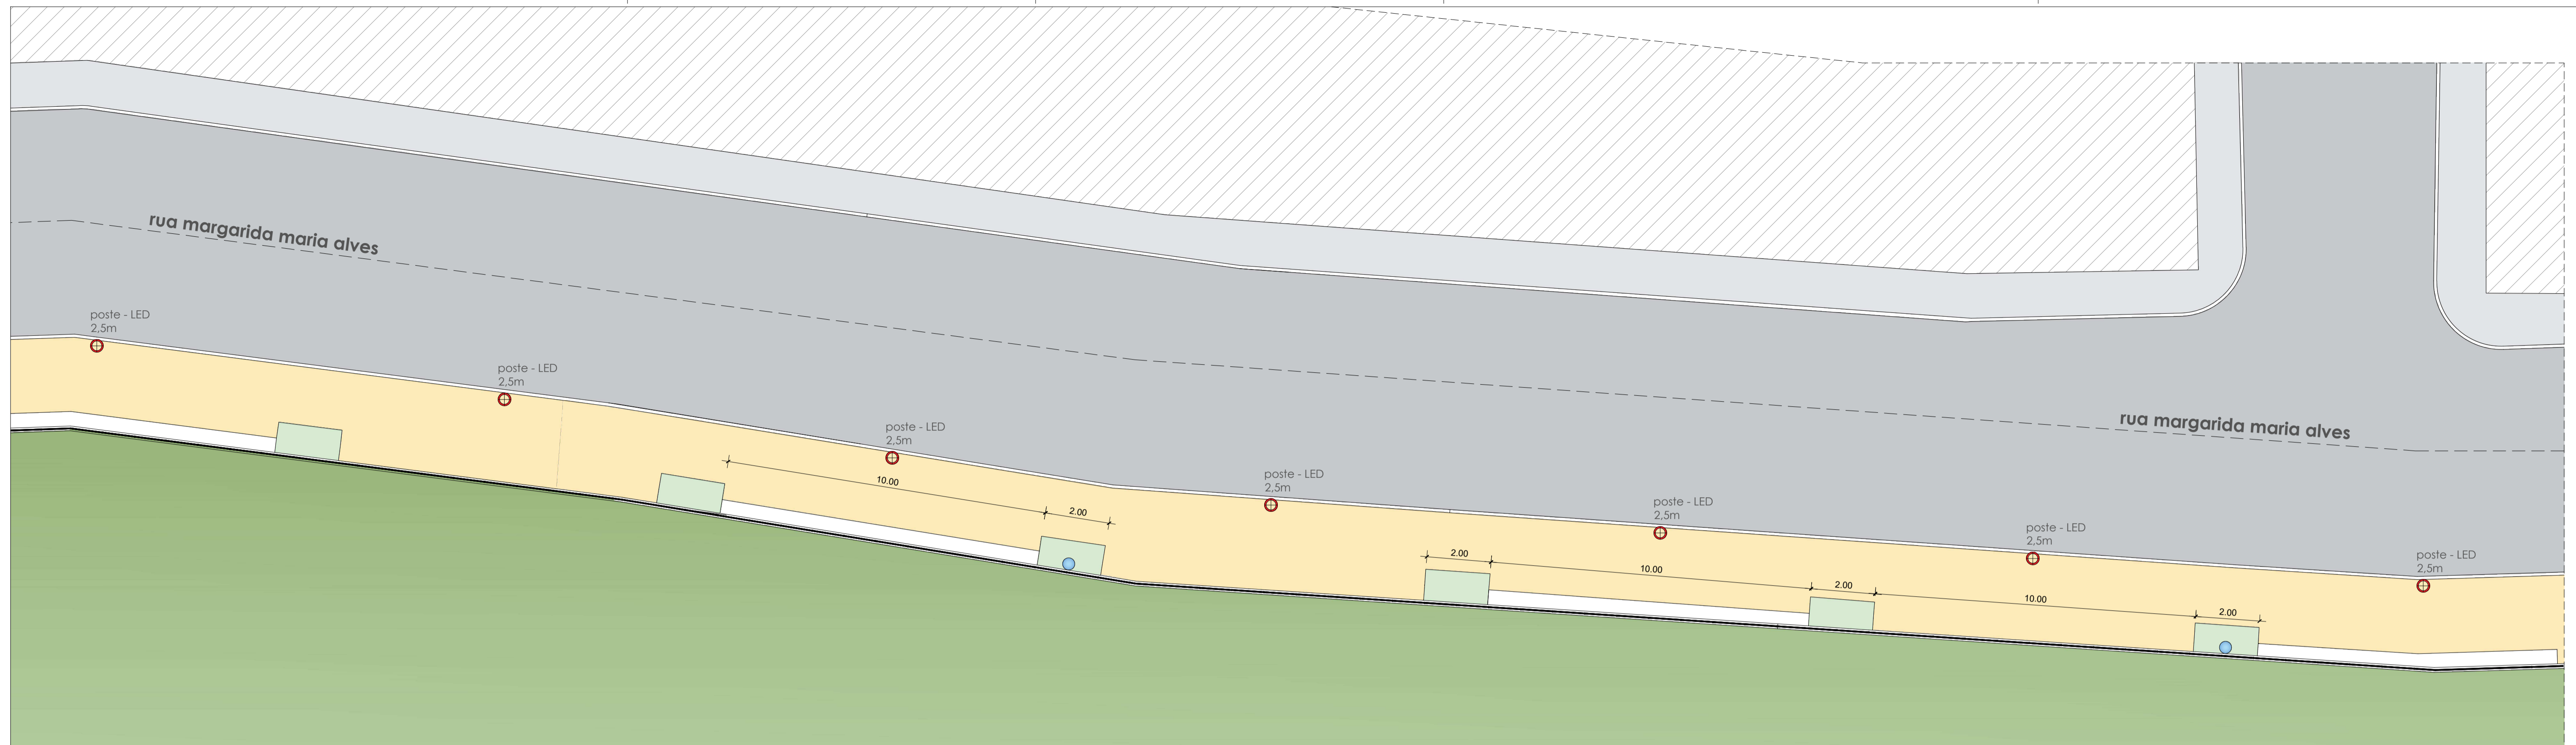 rua margarida maria alves
poste - LED
2,5m
poste - LED
2,5m
poste - LED
2,5m
10.00
2.00
poste - LED
2,5m
poste - LED
2,5m
poste - LED
2,5m
poste - LED
2,5m
rua margarida maria alves
2.00
10.00
2.00
10.00
2.00